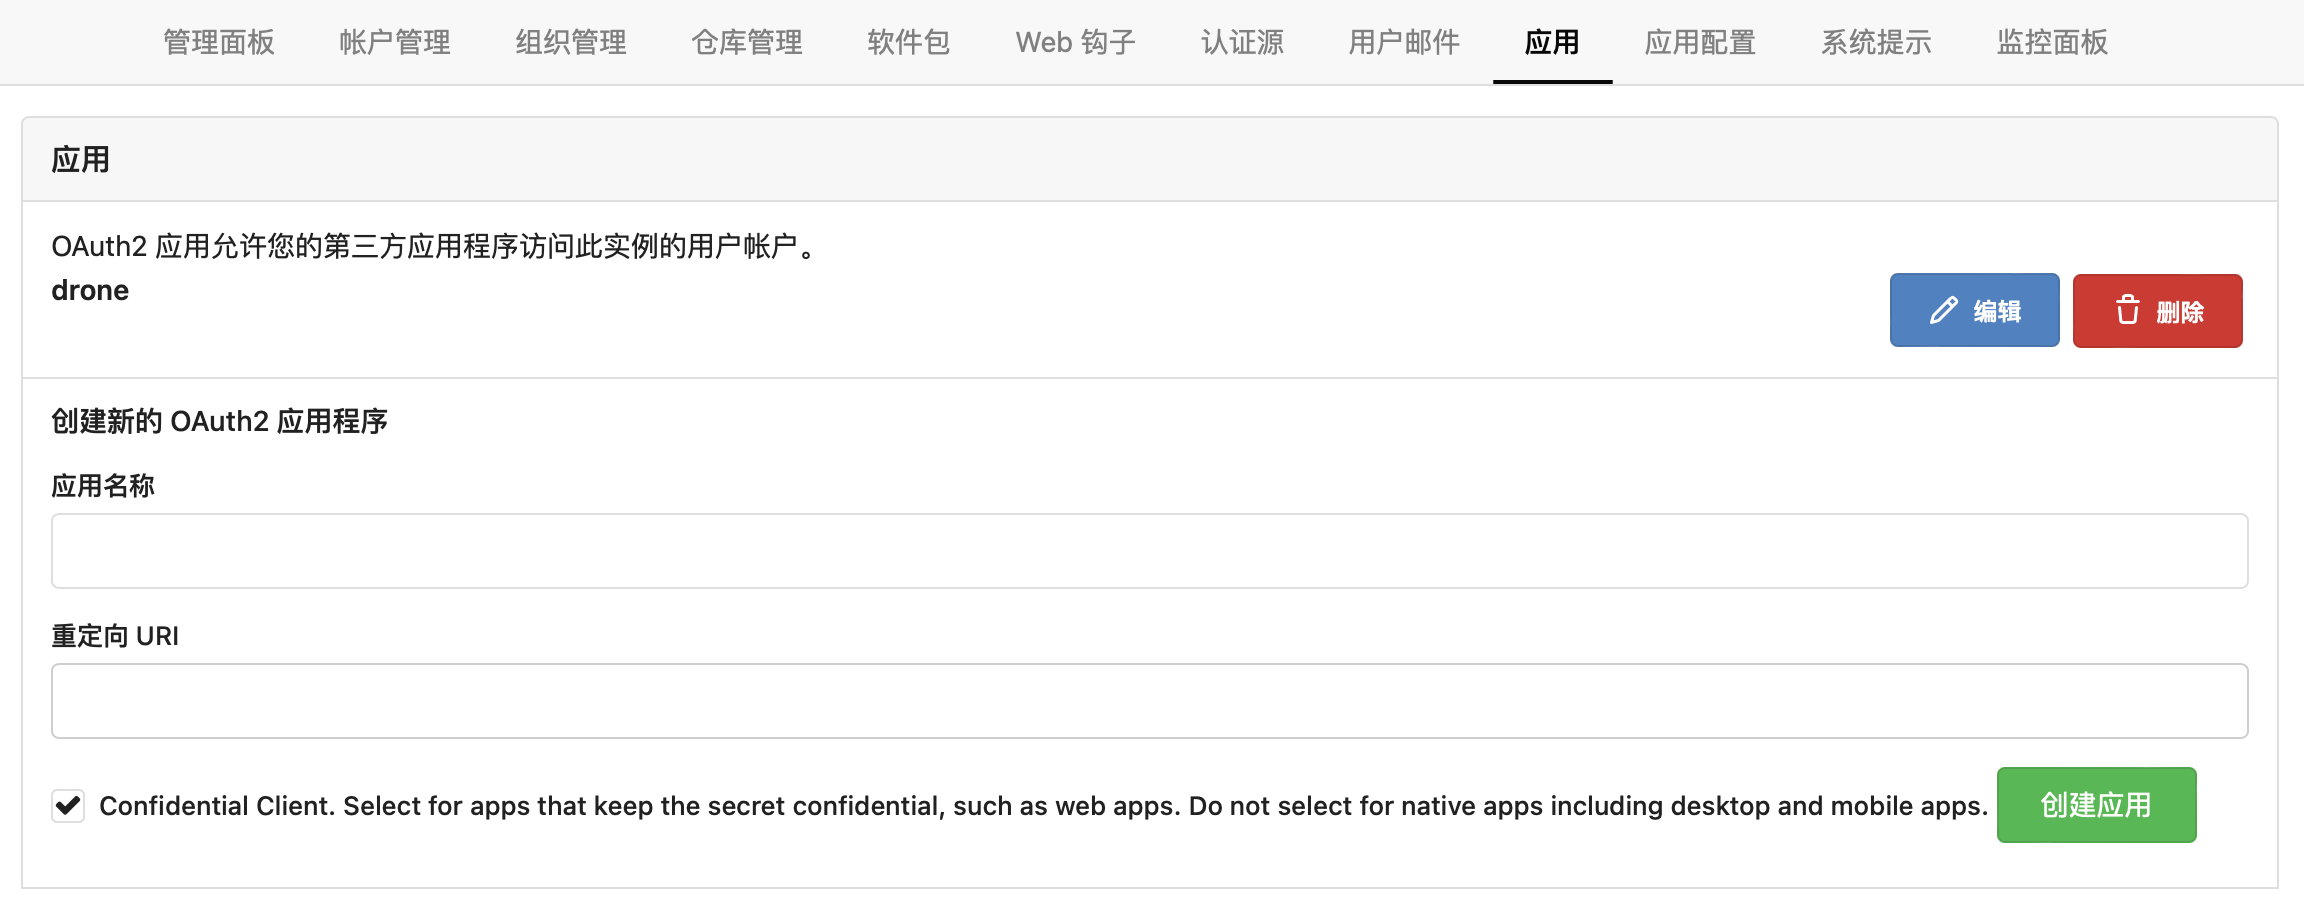 管理面板 帐户管理 组织管理 仓库管理 软件包 Web 钩子 认证源 用户邮件 应用 应用配置 系统提示 监控面板
应用
OAuth2 应用允许您的第三方应用程序访问此实例的用户帐户。
drone
编辑 删除
创建新的 OAuth2 应用程序
应用名称
重定向 URI
Confidential Client. Select for apps that keep the secret confidential, such as web apps. Do not select for native apps including desktop and mobile apps. 创建应用